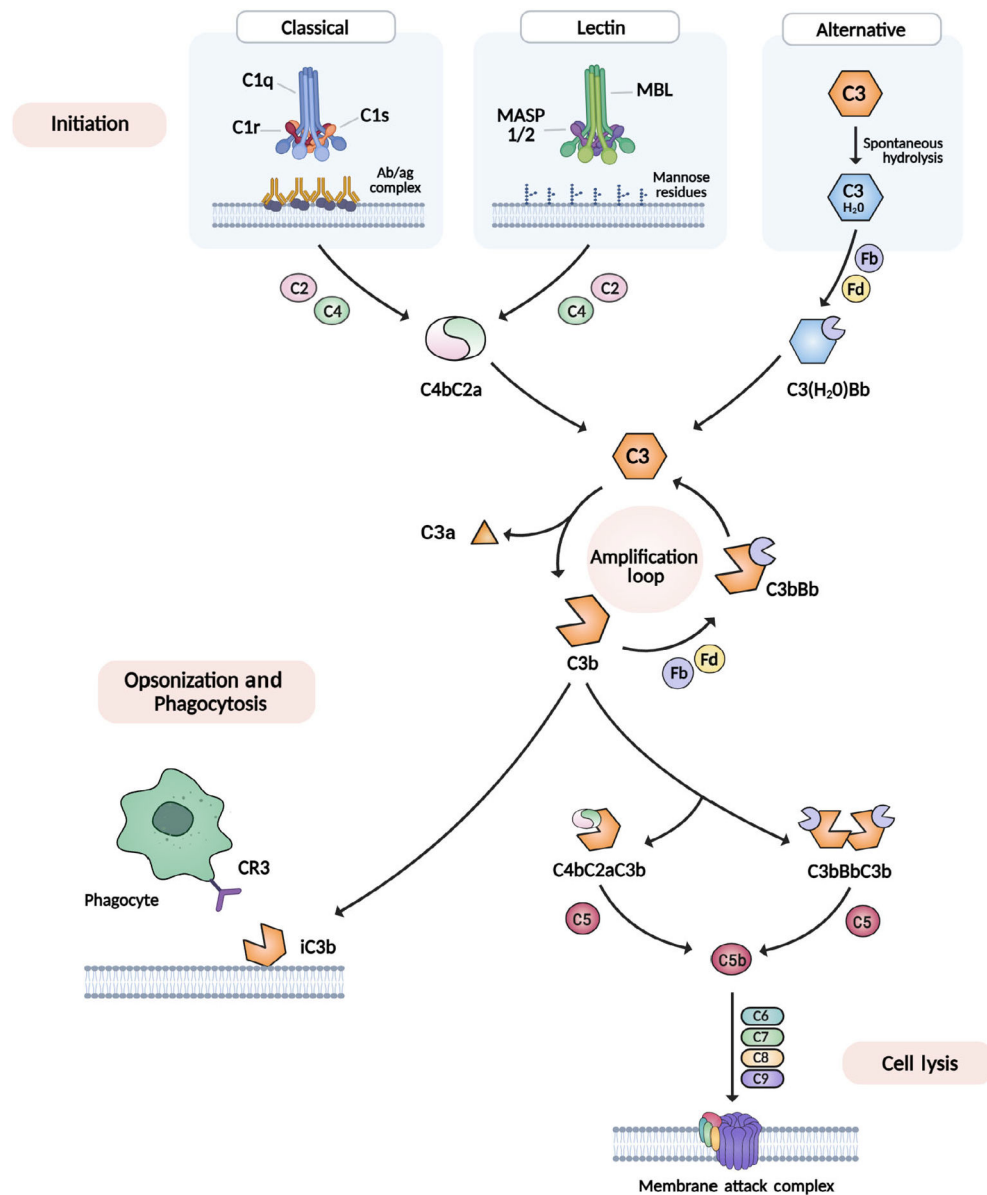 Classical
Lectin
Alternative
Initiation
C1q
C1r
C1s
Ab/ag
complex
MBL
MASP
1/2
Mannose
residues
C3
Spontaneous
hydrolysis
C3
H₂0
C2
C4
C4
C2
Fb
Fd
C4bC2a
C3(H₂0)Bb
C3
C3a
Amplification
loop
C3bBb
C3b
Fb
Fd
Opsonization and
Phagocytosis
CR3
Phagocyte
iC3b
C4bC2aC3b
C3bBbC3b
C5
C5
C5b
C6
C7
C8
C9
Cell lysis
Membrane attack complex